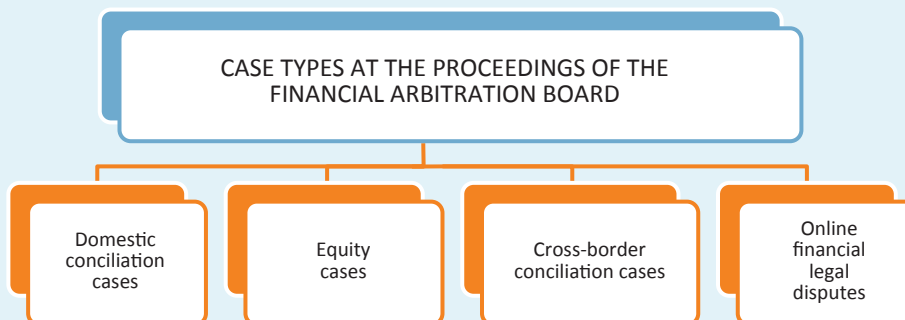 CASE TYPES AT THE PROCEEDINGS OF THE
FINANCIAL ARBITRATION BOARD
Domestic
conciliation
cases
Equity
cases
Cross-border
conciliation cases
Online
financial
legal
disputes